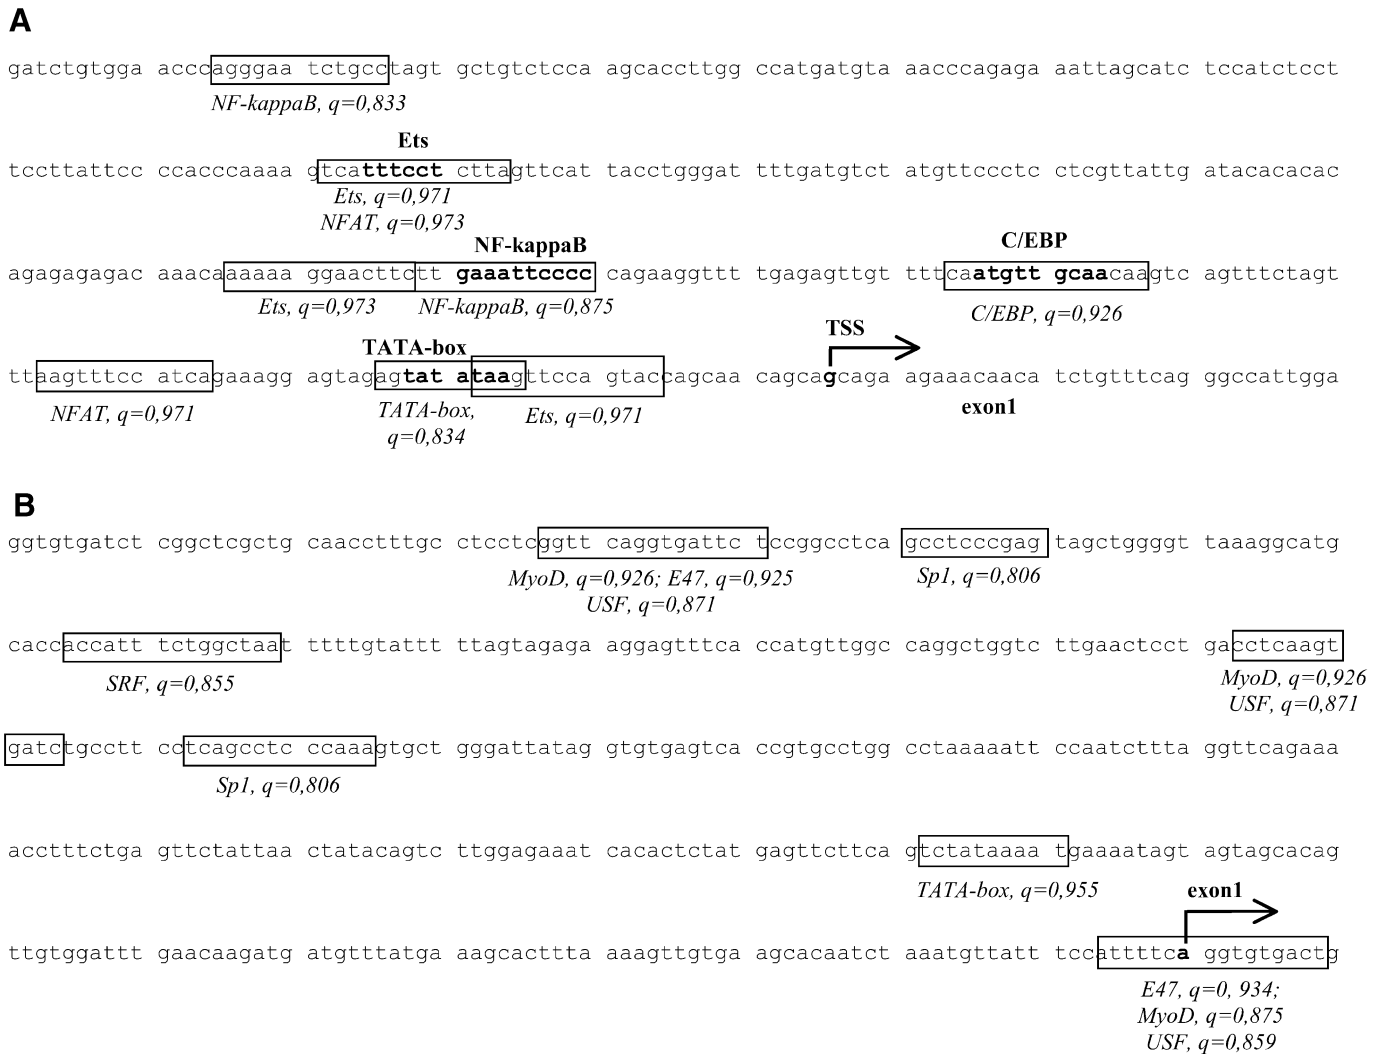 A
gatctgtgga acccagggaa tctgcctagt gctgtctcca agcaccttgg ccatgatgta aacccagaga aattagcatc tccatctcct
NF-kappaB, q=0,833
Ets
tccttattcc ccacccaaaa gtcatttcct cttagttcat tacctgggat tttgatgtct atgttccctc ctcgttattg atacacacac
Ets, q=0,971
NFAT, q=0,973
NF-kappaB C/EBP
agagagagac aaacaaaaaa ggaacttctt gaaattcccc cagaaggttt tgagagttgt tttcaatgtt gcaacaagtc agtttctagt
Ets, q=0,973 NF-kappaB, q=0,875 C/EBP, q=0,926
TATA-box TSS
ttaagtttcc atcagaaagg agtagagtat ataagttcca gtaccagcaa cagcagcaga agaaacaaca tctgtttcag ggccattgga
NFAT, q=0,971 TATA-box, q=0,834 Ets, q=0,971 exon1
B
ggtgtgatct cggctcgctg caacctttgc ctcctcggtt caggtgattc tccggcctca gcctcccgag tagctggggt taaaggcatg
MyoD, q=0,926; E47, q=0,925 Sp1, q=0,806
USF, q=0,871
caccaccatt tctggctaat ttttgtattt ttagtagaga aggagtttca ccatgttggc caggctggtc ttgaactcct gacctcaagt
SRF, q=0,855 MyoD, q=0,926
USF, q=0,871
gatctgcctt cctcagcctc ccaaagtgct gggattatag gtgtgagtca ccgtgcctgg cctaaaaatt ccaatcttta ggttcagaaa
Sp1, q=0,806
acctttctga gttctattaa ctatacagtc ttggagaaat cacactctat gagttcttca gtctataaaa tgaaaatagt agtagcacag
TATA-box, q=0,955 exon1
ttgtggattt gaacaagatg atgtttatga aagcacttta aaagttgtga agcacaatct aaatgttatt tccattttca ggtgtgactg
E47, q=0, 934;
MyoD, q=0,875
USF, q=0,859